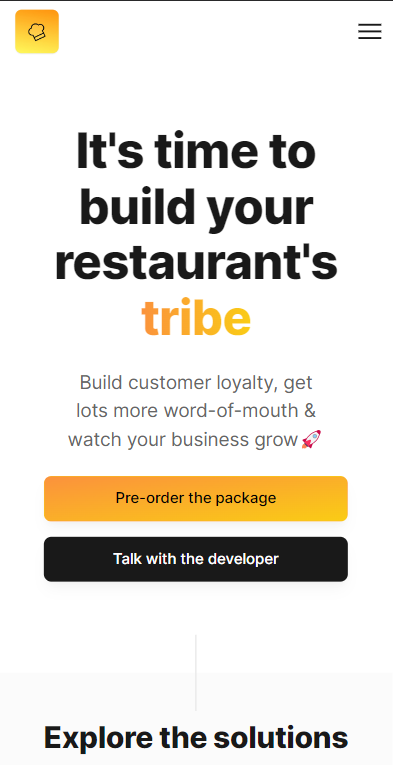 It's time to
build your
restaurant's
tribe
Build customer loyalty, get
lots more word-of-mouth &
watch your business grow🚀
Pre-order the package
Talk with the developer
Explore the solutions